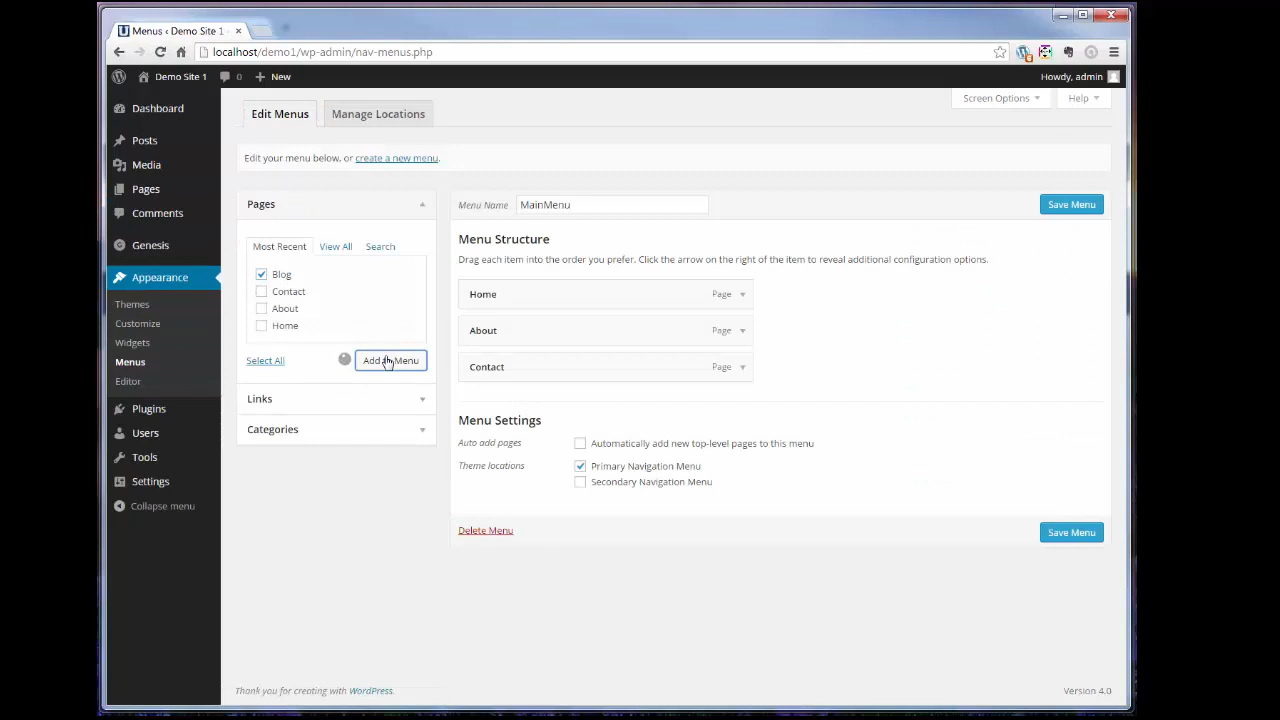 Menus ‹ Demo Site 1
localhost/demo1/wp-admin/nav-menus.php
Demo Site 1
0
New
Howdy, admin
Dashboard
Posts
Media
Pages
Comments
Genesis
Appearance
Themes
Customize
Widgets
Menus
Editor
Plugins
Users
Tools
Settings
Collapse menu
Screen Options
Help
Edit Menus
Manage Locations
Edit your menu below, or create a new menu.
Pages
Most Recent
View All
Search
Blog
Contact
About
Home
Select All
Add to Menu
Links
Categories
Menu Name
MainMenu
Save Menu
Menu Structure
Drag each item into the order you prefer. Click the arrow on the right of the item to reveal additional configuration options.
Home Page
About Page
Contact Page
Menu Settings
Auto add pages
Automatically add new top-level pages to this menu
Theme locations
Primary Navigation Menu
Secondary Navigation Menu
Delete Menu
Save Menu
Thank you for creating with WordPress.
Version 4.0